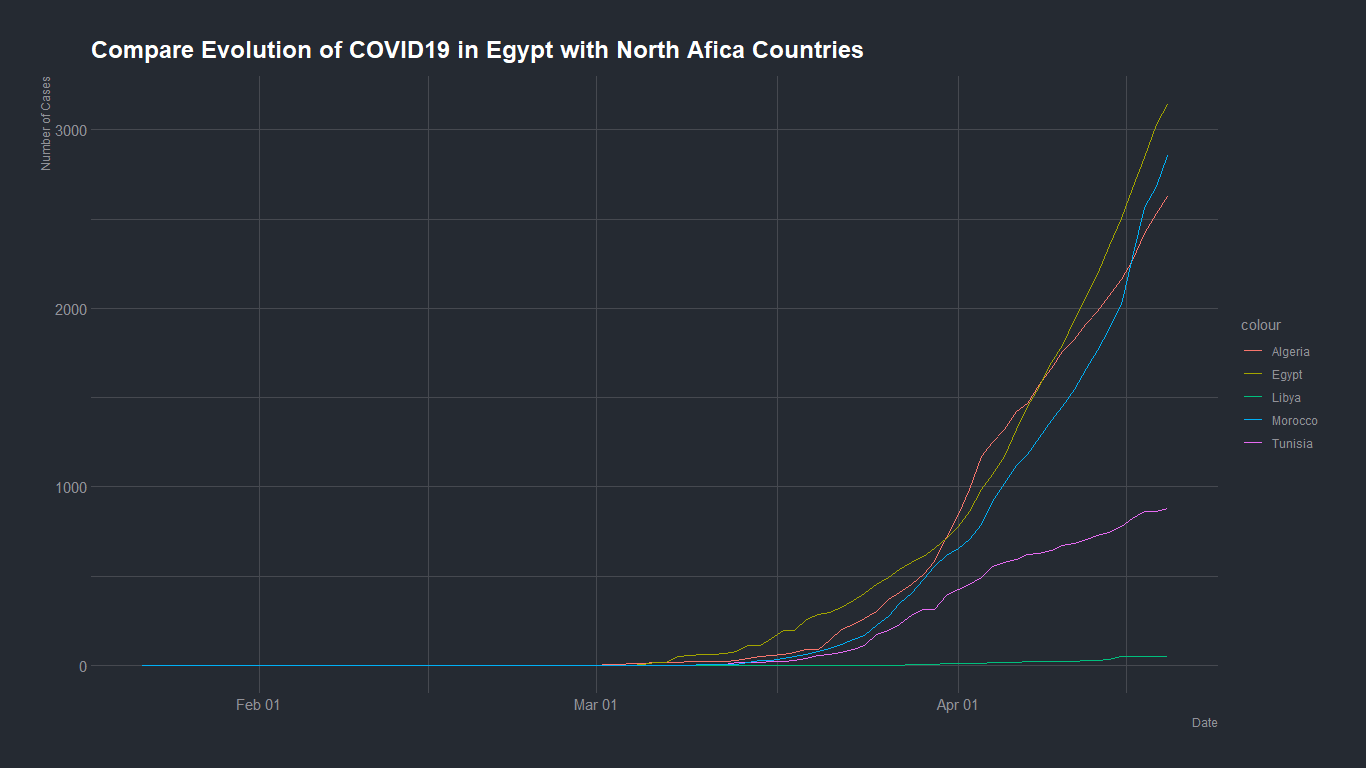 Compare Evolution of COVID19 in Egypt with North Afica Countries
Number of Cases
3000
2000
1000
0
Feb 01
Mar 01
Apr 01
Date
colour
Algeria
Egypt
Libya
Morocco
Tunisia